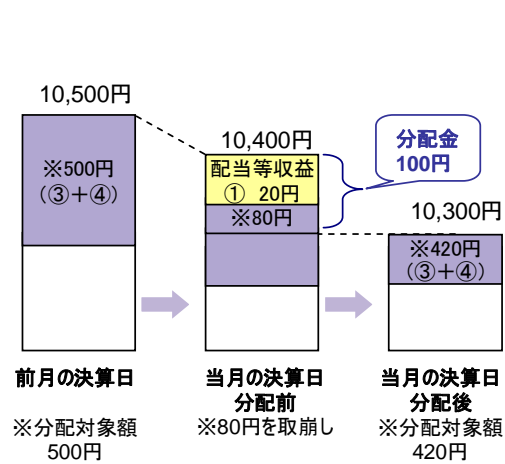 10,500円
※500円
(③+④)
前月の決算日
※分配対象額
500円
10,400円
配当等収益
① 20円
※80円
当月の決算日
分配前
※80円を取崩し
分配金
100円
10,300円
※420円
(③+④)
当月の決算日
分配後
※分配対象額
420円